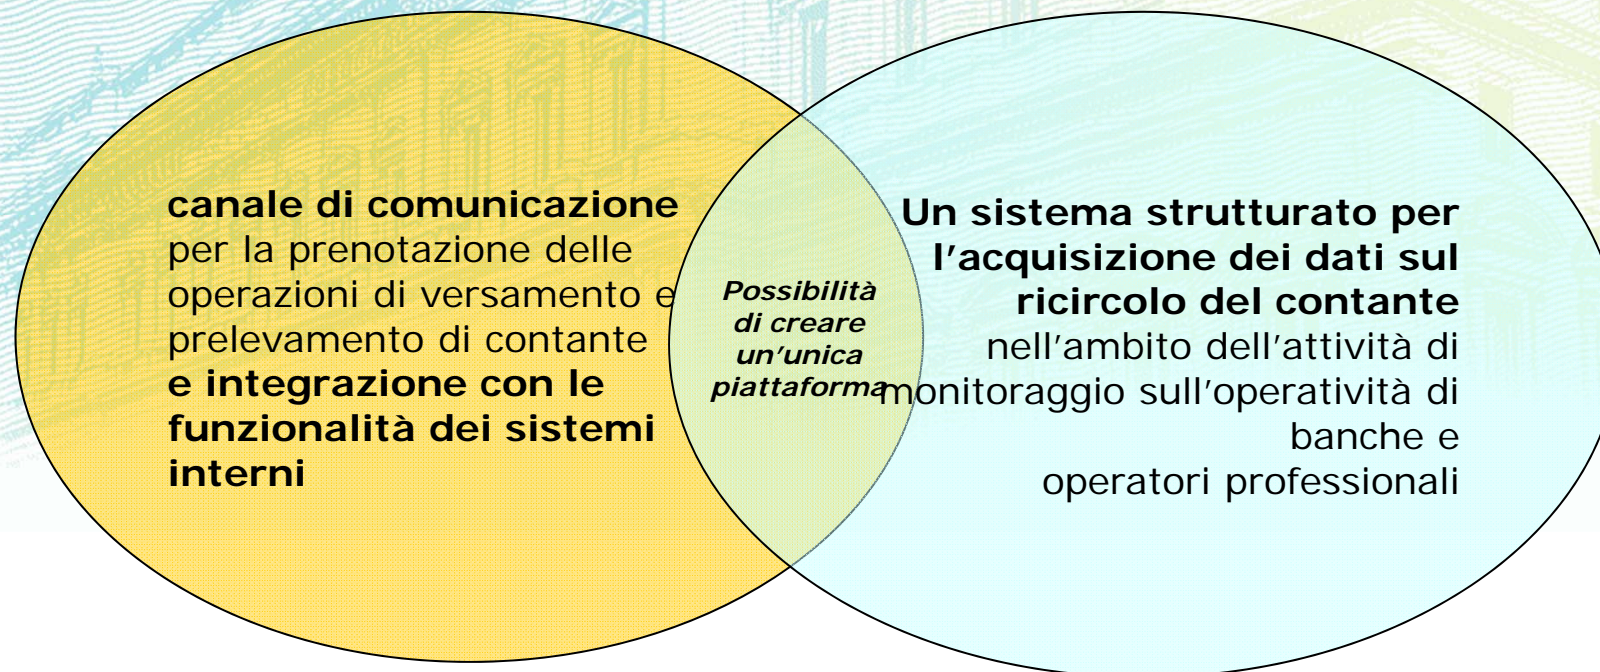 canale di comunicazione
per la prenotazione delle
operazioni di versamento e
prelevamento di contante
e integrazione con le
funzionalità dei sistemi
interni
Possibilità
di creare
un'unica
piattaforma
Un sistema strutturato per
l'acquisizione dei dati sul
ricircolo del contante
nell'ambito dell'attività di
monitoraggio sull'operatività di
banche e
operatori professionali